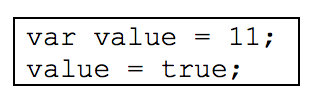 var value = 11;
value = true;